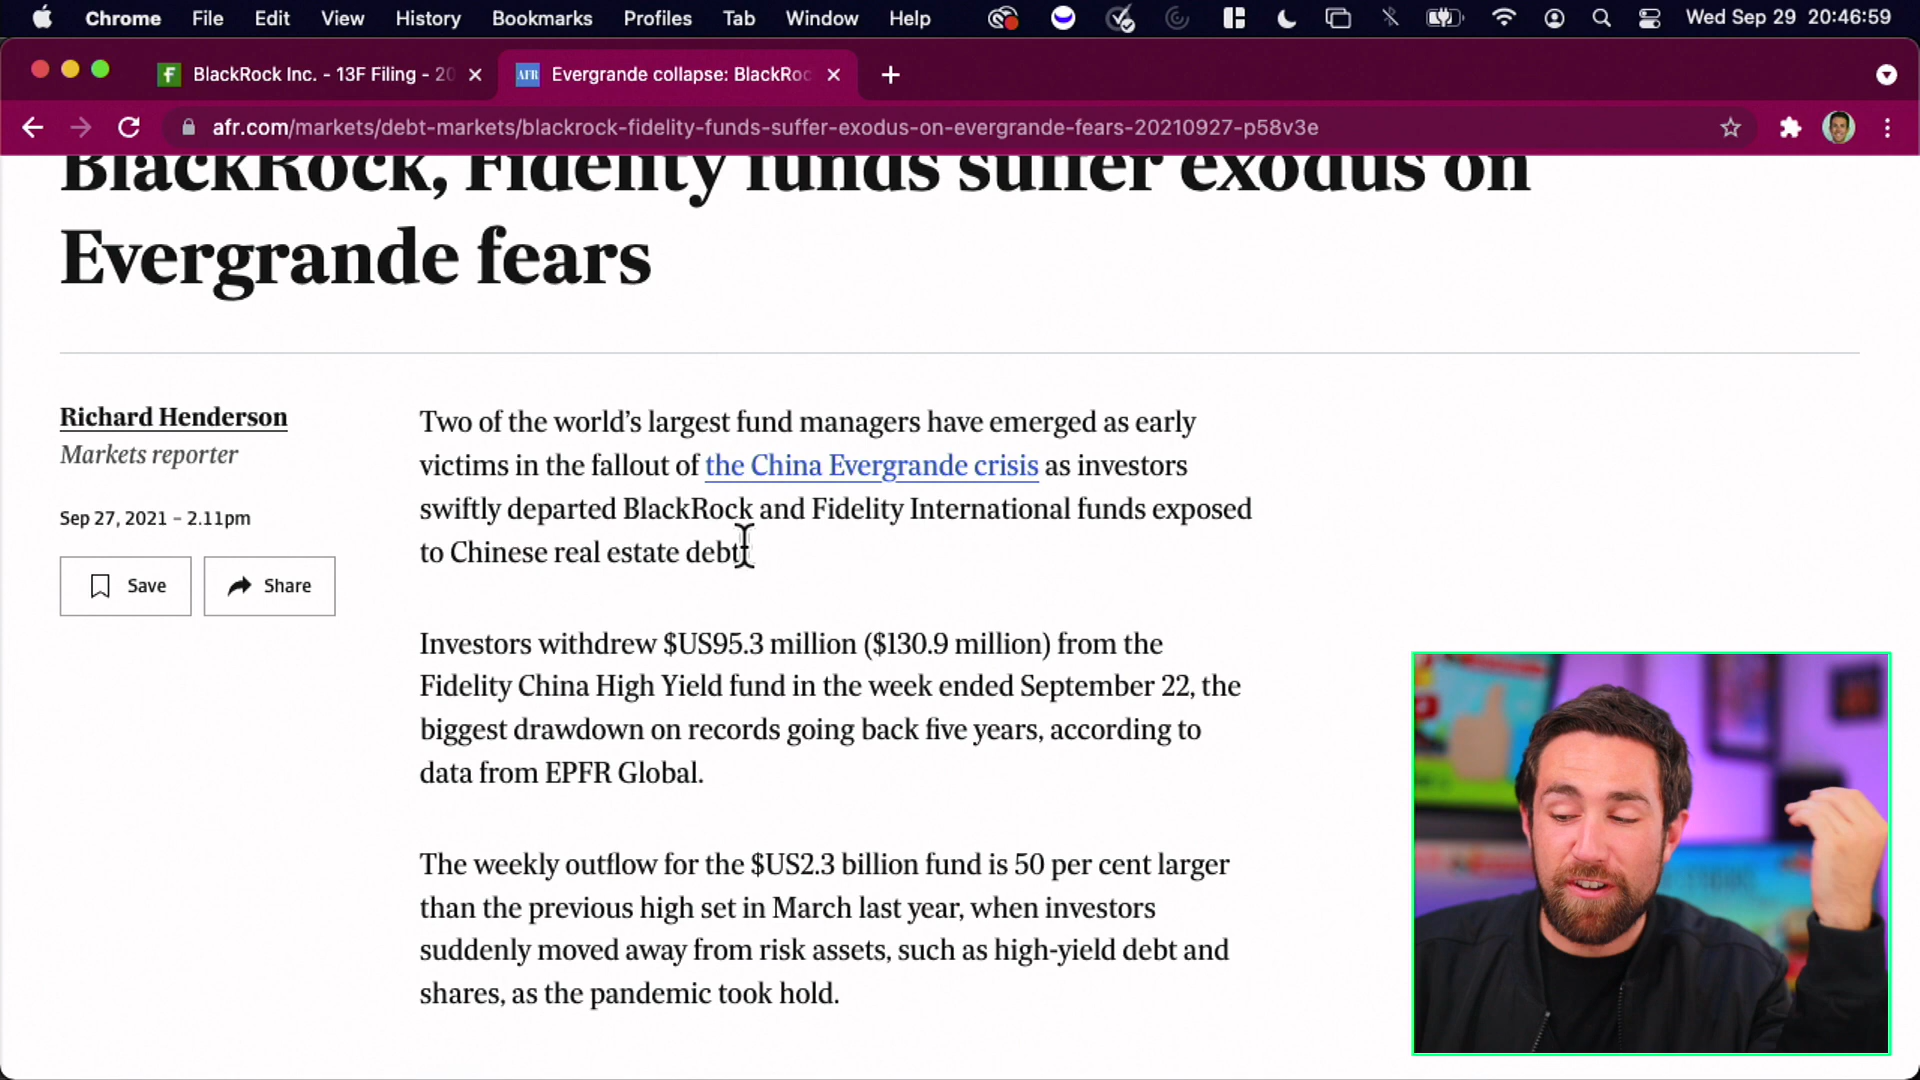 Chrome File Edit View History Bookmarks Profiles Tab Window Help Wed Sep 29 20:46:59
BlackRock Inc. - 13F Filing - 20
AFR Evergrande collapse: BlackRoc
afr.com/markets/debt-markets/blackrock-fidelity-funds-suffer-exodus-on-evergrande-fears-20210927-p58v3e
BlackRock, Fidelity funds suffer exodus on
Evergrande fears
Richard Henderson
Markets reporter
Sep 27, 2021 – 2.11pm
Save
Share
Two of the world’s largest fund managers have emerged as early
victims in the fallout of the China Evergrande crisis as investors
swiftly departed BlackRock and Fidelity International funds exposed
to Chinese real estate debt.
Investors withdrew $US95.3 million ($130.9 million) from the
Fidelity China High Yield fund in the week ended September 22, the
biggest drawdown on records going back five years, according to
data from EPFR Global.
The weekly outflow for the $US2.3 billion fund is 50 per cent larger
than the previous high set in March last year, when investors
suddenly moved away from risk assets, such as high-yield debt and
shares, as the pandemic took hold.